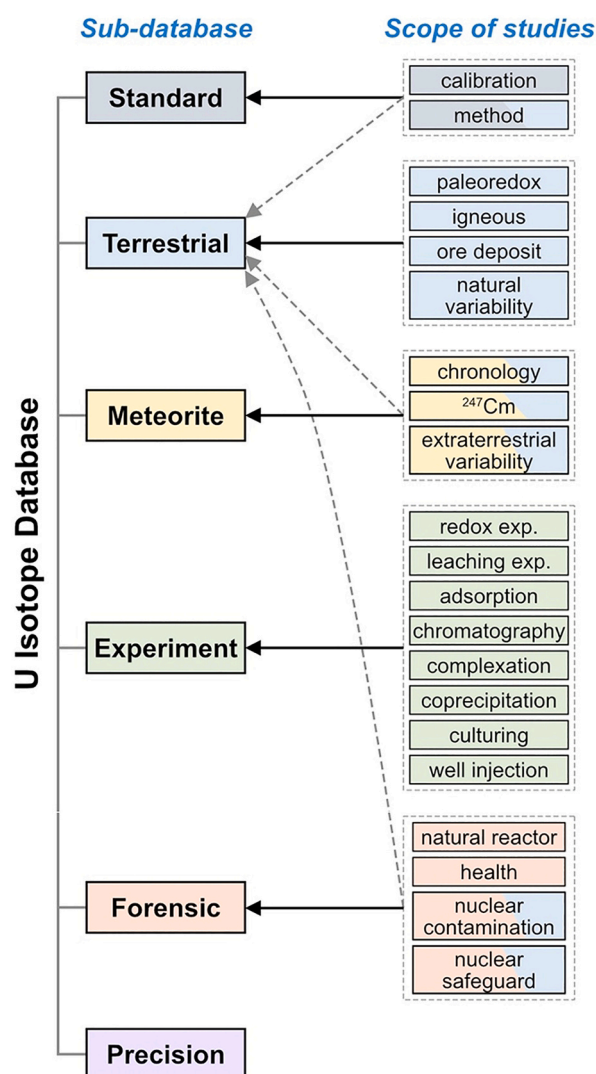 Sub-database
Scope of studies
U Isotope Database
Standard
calibration
method
Terrestrial
paleoredox
igneous
ore deposit
natural
variability
Meteorite
chronology
²⁴⁷Cm
extraterrestrial
variability
Experiment
redox exp.
leaching exp.
adsorption
chromatography
complexation
coprecipitation
culturing
well injection
Forensic
natural reactor
health
nuclear
contamination
nuclear
safeguard
Precision